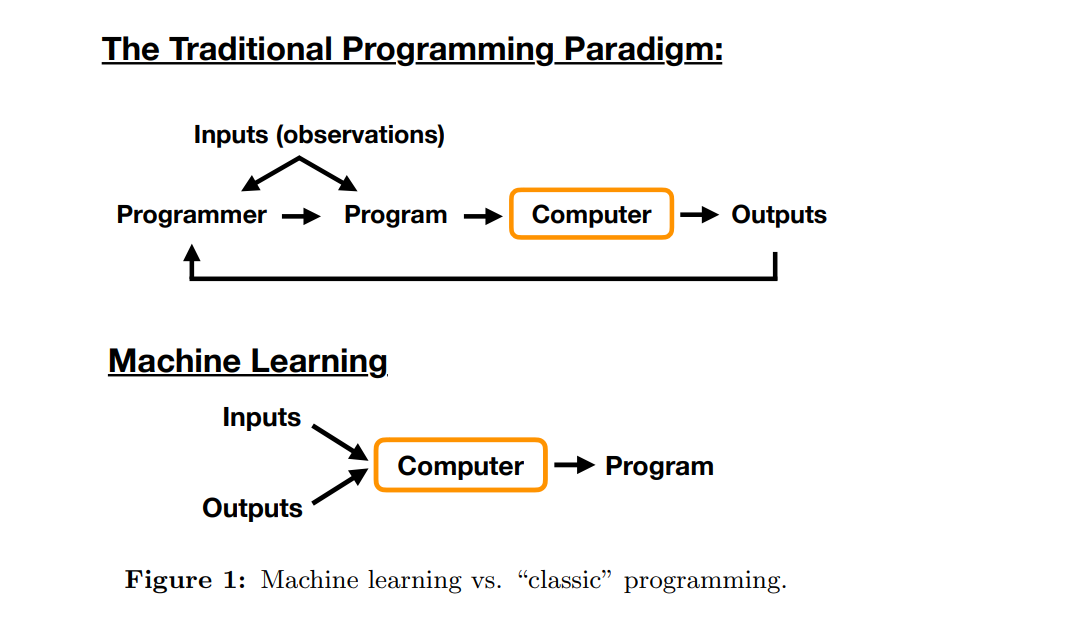 The Traditional Programming Paradigm:
Inputs (observations)
Programmer Program Computer Outputs
Machine Learning
Inputs
Computer Program
Outputs
Figure 1: Machine learning vs. “classic” programming.